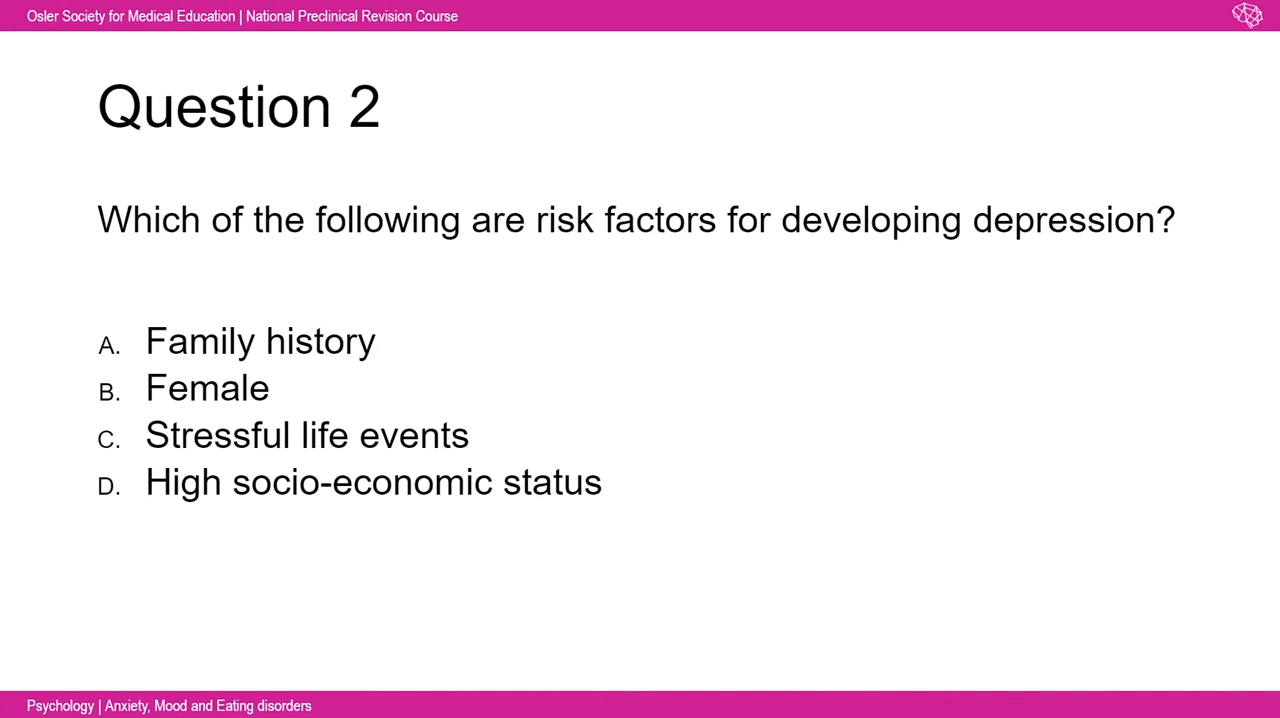 Osler Society for Medical Education | National Preclinical Revision Course
Question 2
Which of the following are risk factors for developing depression?
A. Family history
B. Female
C. Stressful life events
D. High socio-economic status
Psychology | Anxiety, Mood and Eating disorders